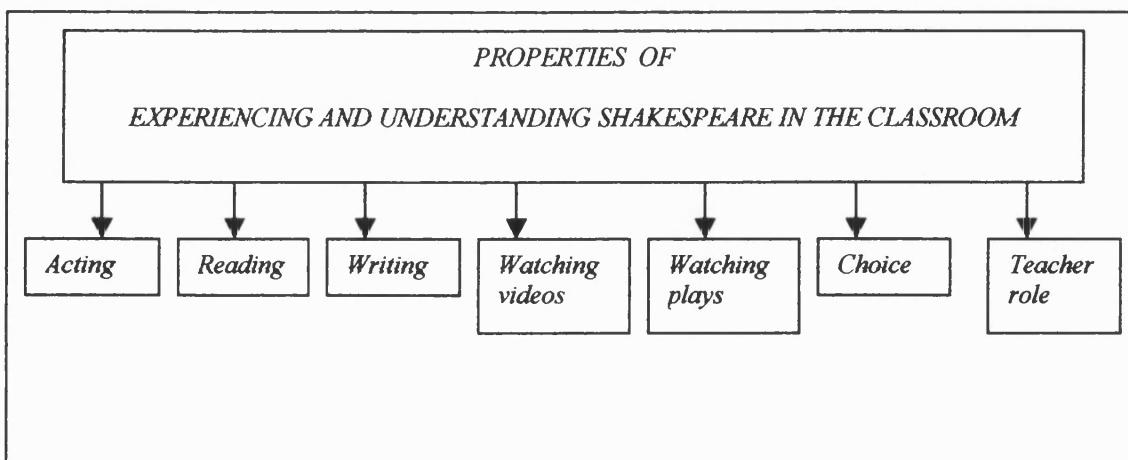 PROPERTIES OF
EXPERIENCING AND UNDERSTANDING SHAKESPEARE IN THE CLASSROOM
Acting
Reading
Writing
Watching
videos
Watching
plays
Choice
Teacher
role